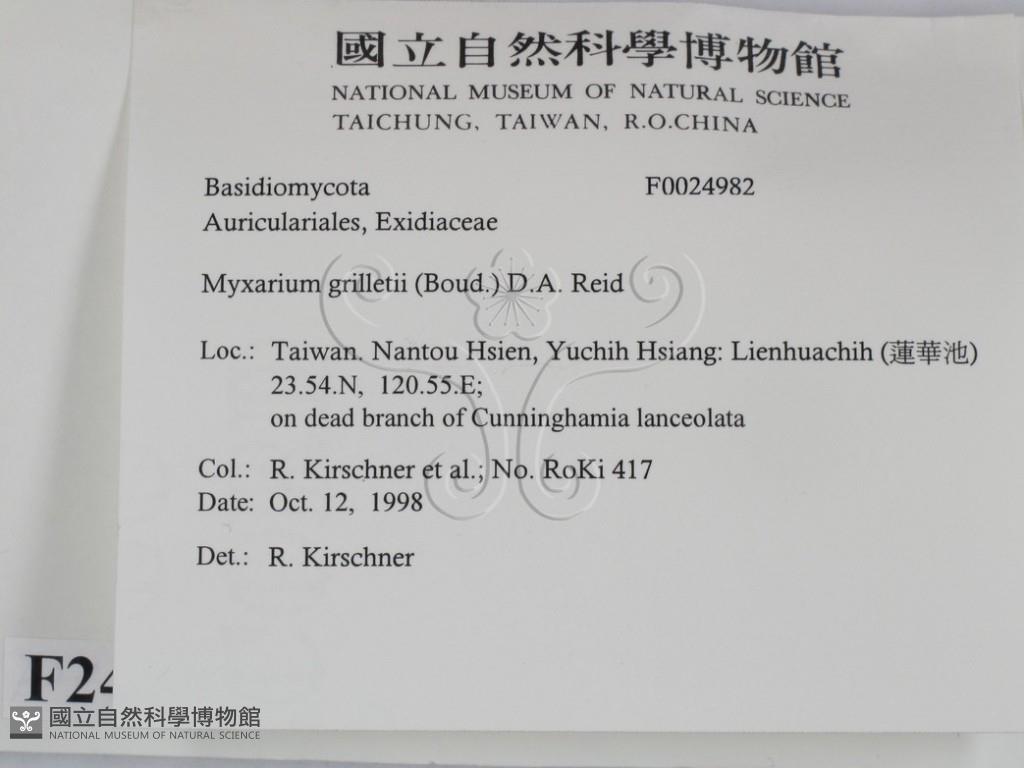 國立自然科學博物館
NATIONAL MUSEUM OF NATURAL SCIENCE
TAICHUNG, TAIWAN, R.O.CHINA
Basidiomycota F0024982
Auriculariales, Exidiaceae
Myxarium grilletii (Boud.) D.A. Reid
Loc.: Taiwan. Nantou Hsien, Yuchih Hsiang: Lienhuachih (蓮華池)
23.54.N, 120.55.E;
on dead branch of Cunninghamia lanceolata
Col.: R. Kirschner et al.; No. RoKi 417
Date: Oct. 12, 1998
Det.: R. Kirschner
F24
國立自然科學博物館
NATIONAL MUSEUM OF NATURAL SCIENCE